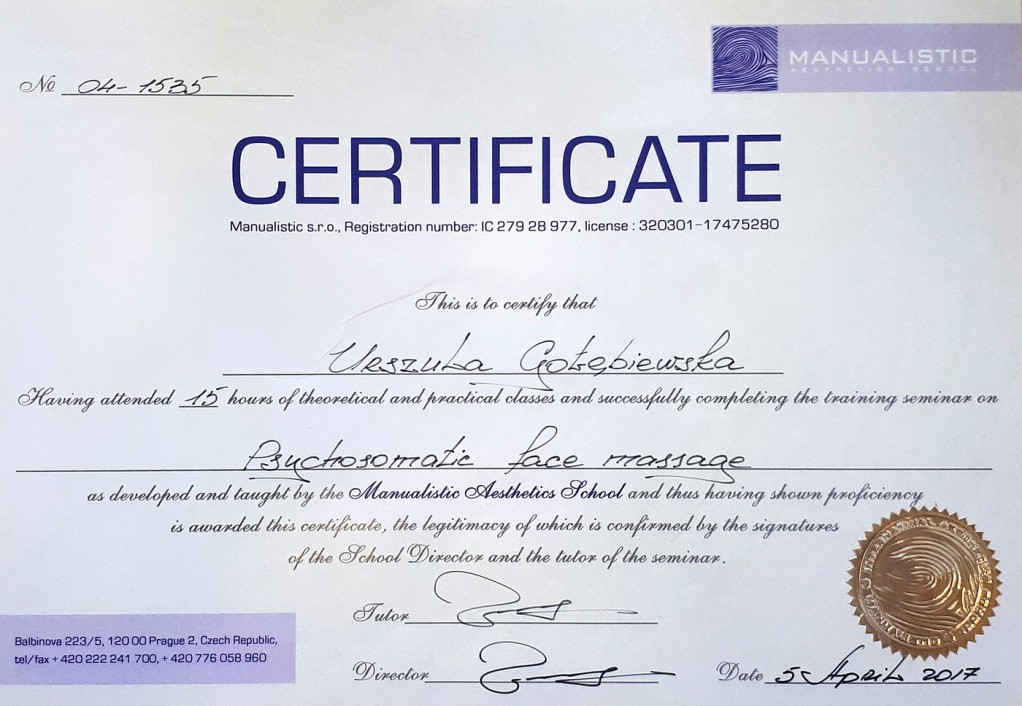 MANUALISTIC
AESTHETICS SCHOOL
№ 04-1535
CERTIFICATE
Manualistic s.r.o., Registration number: IC 279 28 977, license : 320301-17475280
This is to certify that
Urszula Gołębiewska
Having attended 15 hours of theoretical and practical classes and successfully completing the training seminar on
Psychosomatic face massage
as developed and taught by the Manualistic Aesthetics School and thus having shown proficiency
is awarded this certificate, the legitimacy of which is confirmed by the signatures
of the School Director and the tutor of the seminar.
Tutor
Balbinova 223/5, 120 00 Prague 2, Czech Republic,
tel/fax + 420 222 241 700, + 420 776 058 960
Director
Date 5 April 2017